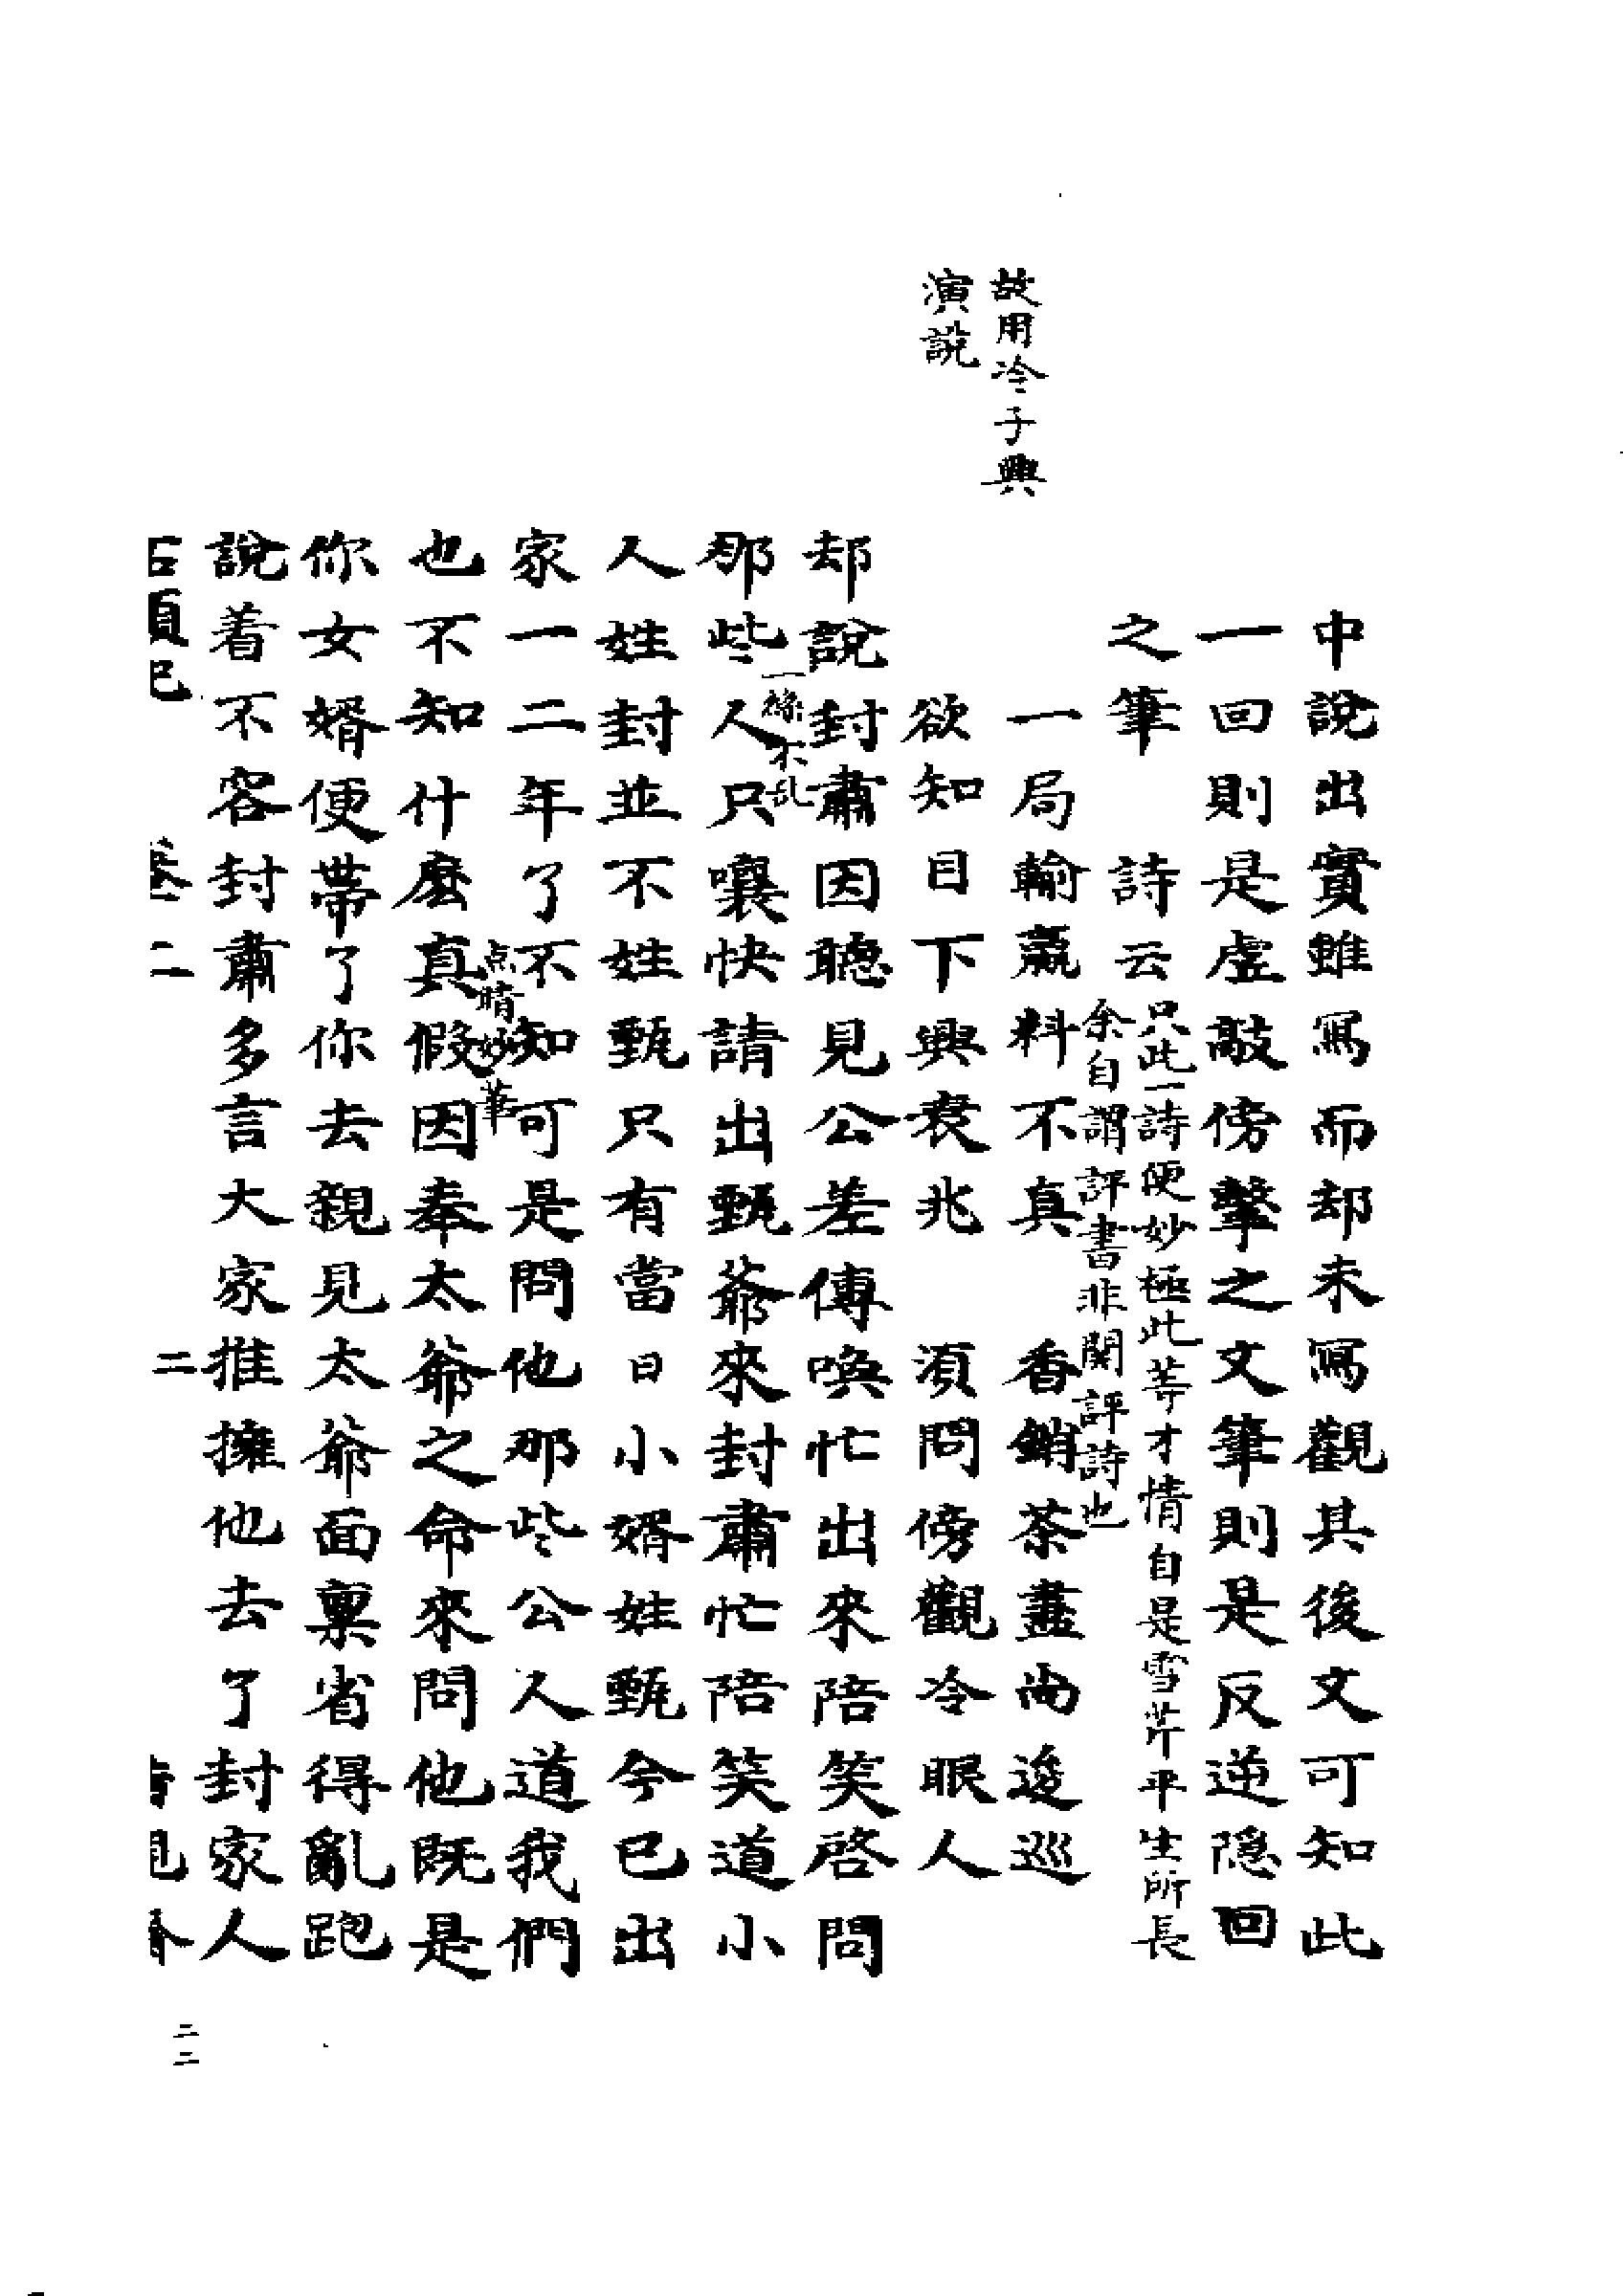 故用冷子興
演說
中說出實雖寫而却未寫觀其後文可知此
一回則是虛敲傍擊之文筆則是反逆隱回
之筆　詩云
只此一詩便妙極此等才情自是雪芹平生所長
余自謂評書非関評詩也
一局輸贏料不真　香銷茶盡尚逡巡
欲知目下興衰兆　湏問傍觀冷眼人
却說封肅因聽見公差傳喚忙出來陪笑啓問
一絲不乱
那些人只嚷快請出甄爺來封肅忙陪笑道小
人姓封並不姓甄只有當日小婿姓甄今已出
家一二年了不知可是問他那些公人道我們
点睛妙筆
也不知什麽真假因奉太爺之命來問他既是
你女婿便帶了你去親見太爺面稟省得亂跑
說着不容封肅多言大家推擁他去了封家人
卷二　二
二二